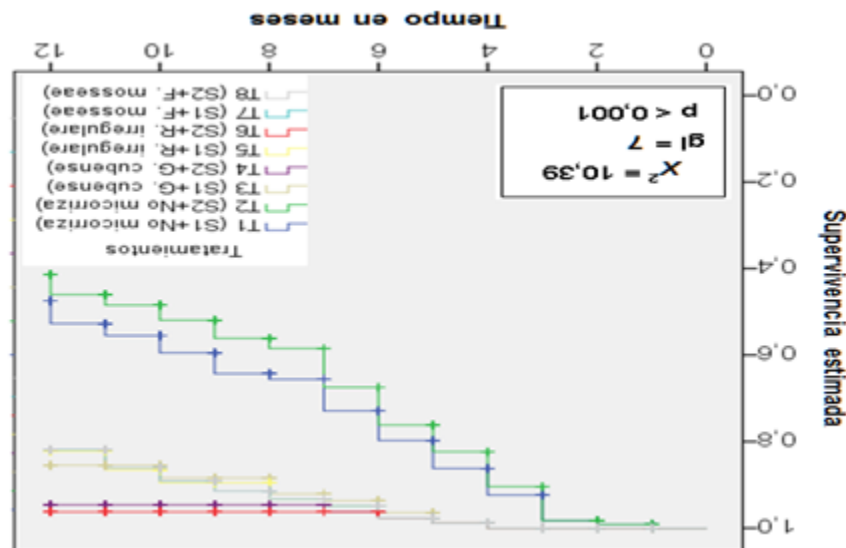 Supervivencia estimada
1,0
0,8
0,6
0,4
0,2
0,0
Tratamientos
T1 (S1+No micorriza)
T2 (S2+No micorriza)
T3 (S1+G. cubense)
T4 (S2+G. cubense)
T5 (S1+R. irregulare)
T6 (S2+R. irregulare)
T7 (S1+F. mosseae)
T8 (S2+F. mosseae)
X² = 10,39
gl = 7
p < 0,001
0 2 4 6 8 10 12
Tiempo en meses